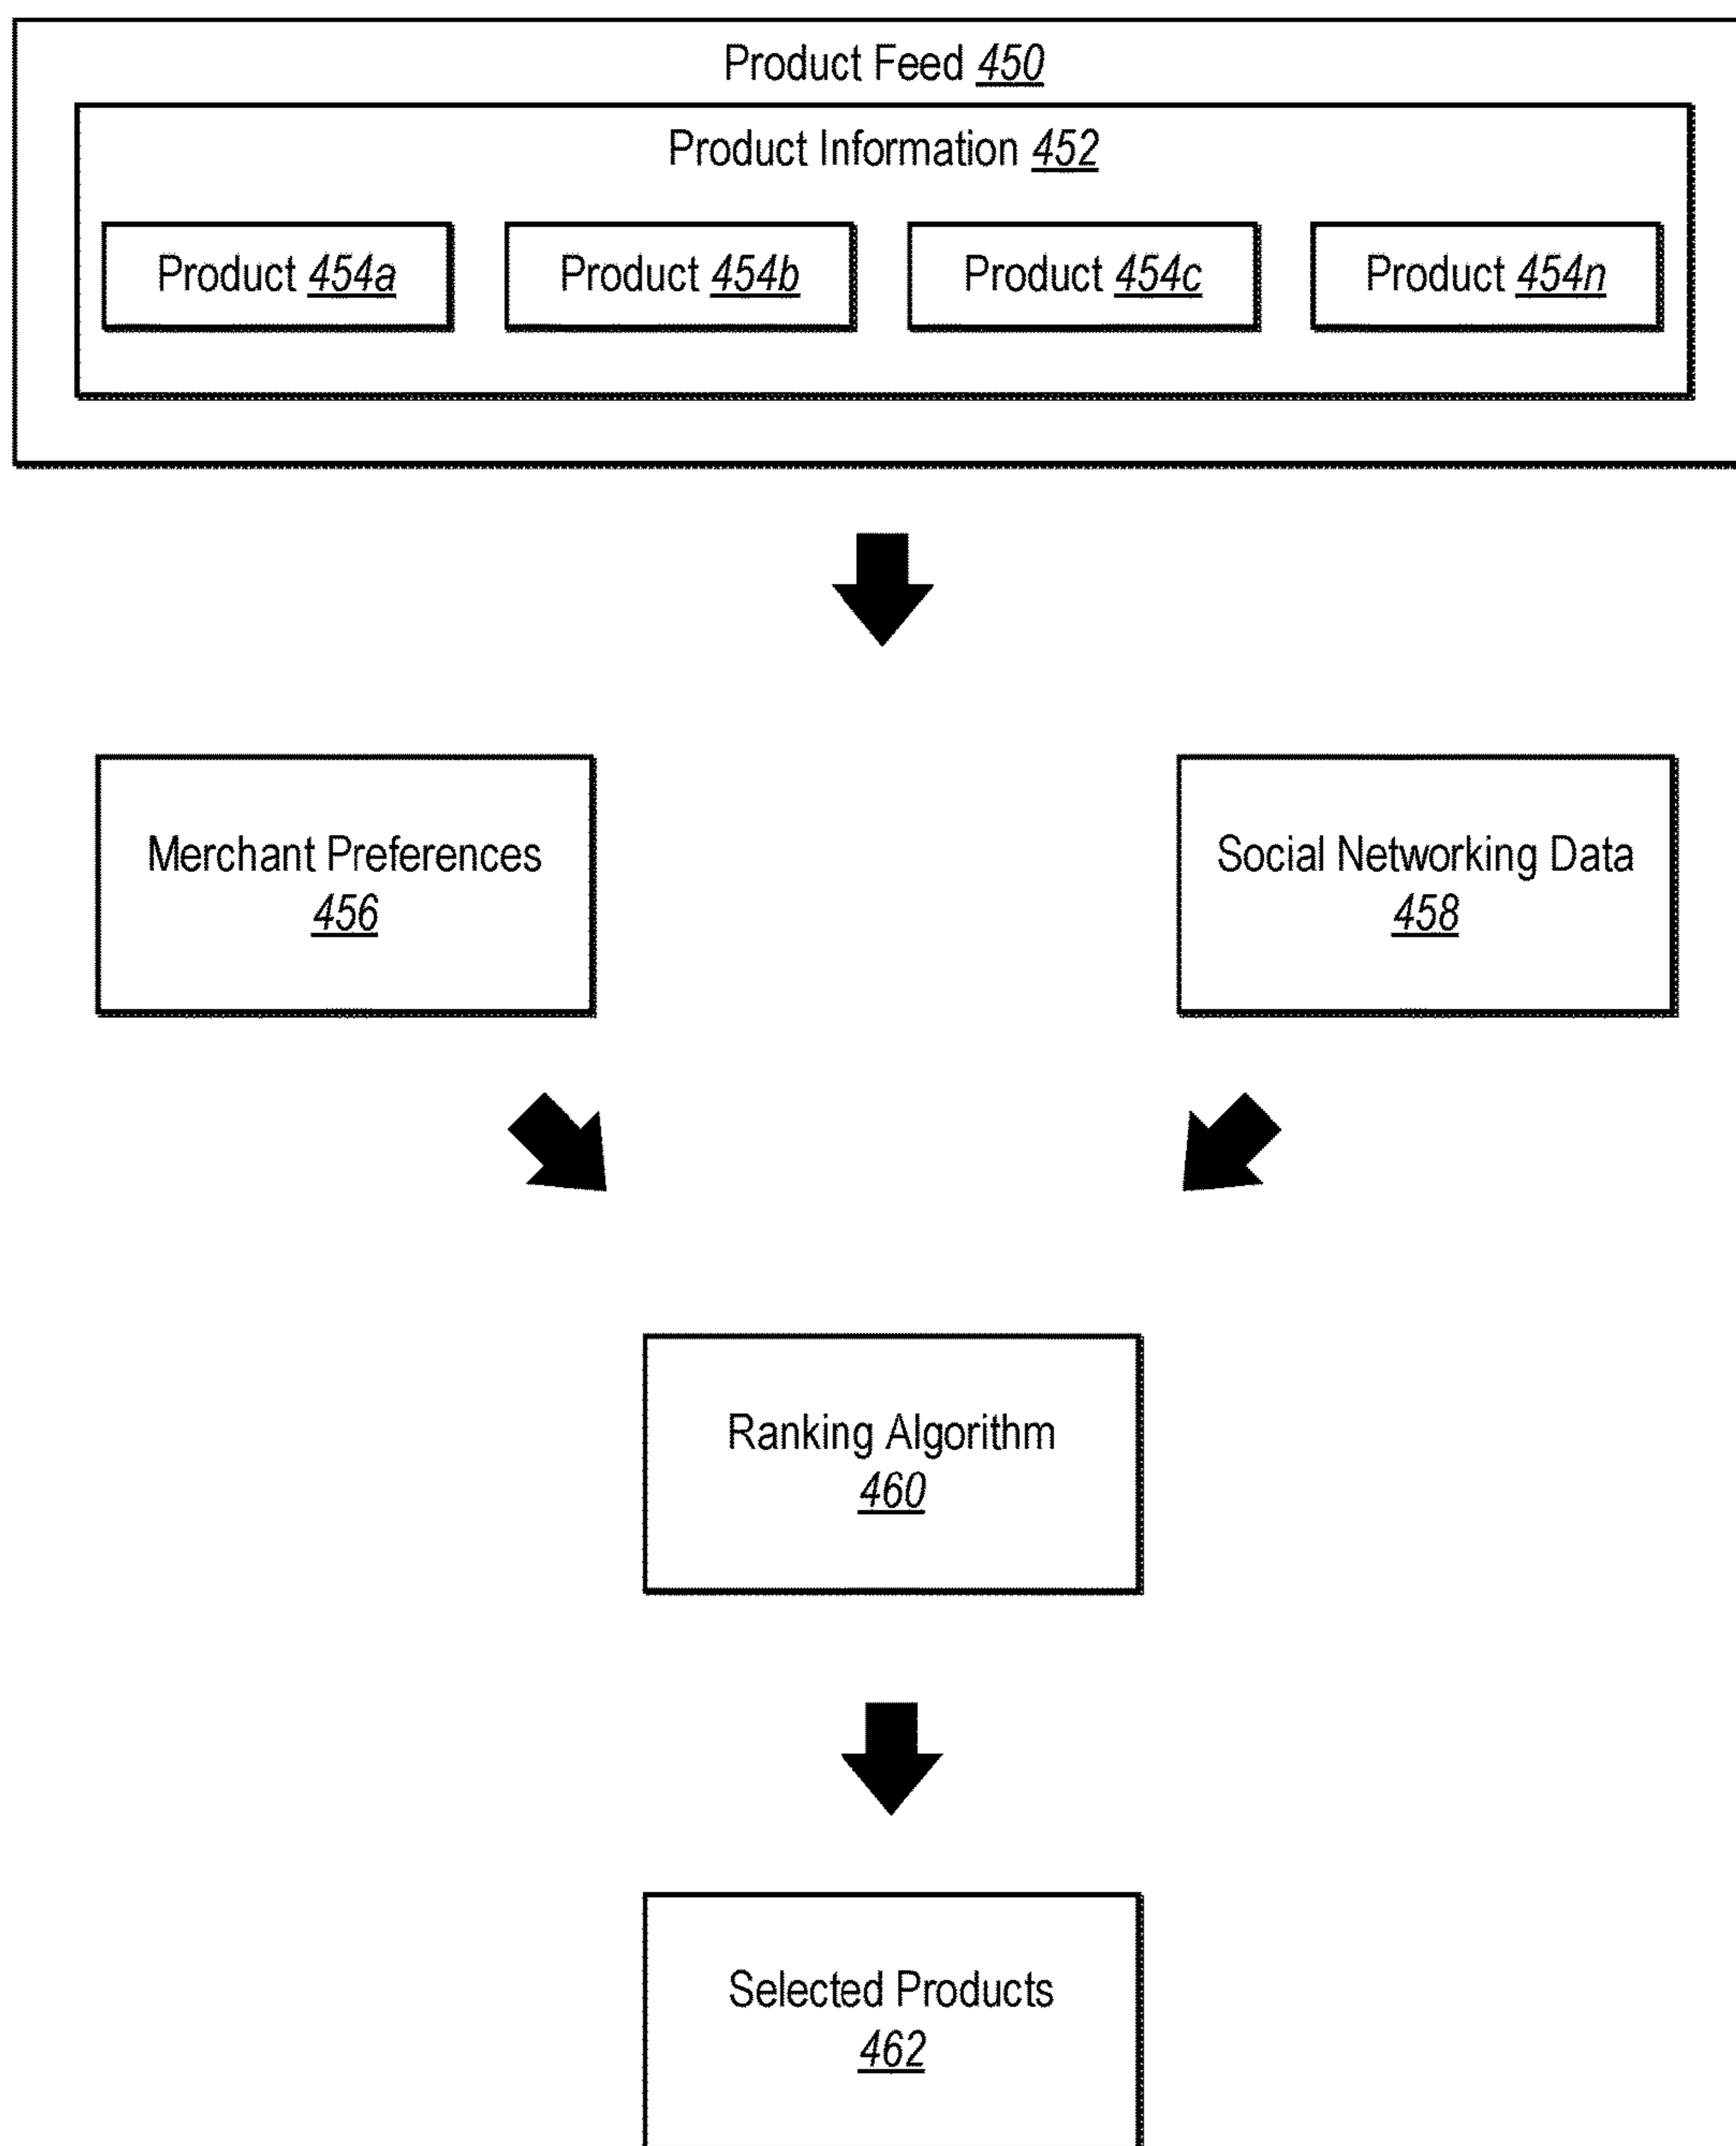 Product Feed 450
Product Information 452
Product 454a Product 454b Product 454c Product 454n
Merchant Preferences
456
Social Networking Data
458
Ranking Algorithm
460
Selected Products
462